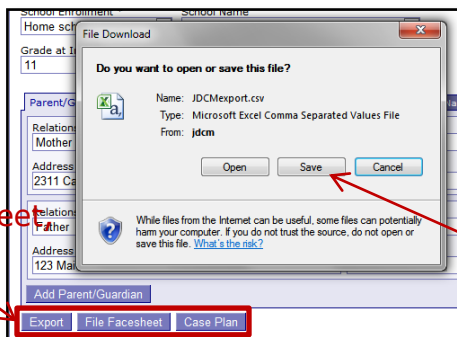 School Enrollment * School Name
Home sch
File Download
Grade at I
11
Do you want to open or save this file?
Name: JDCMexport.csv
Type: Microsoft Excel Comma Separated Values File
From: jdcm
Open Save Cancel
Parent/G
Relations
Mother
Address
2311 Ca
eet,
Relations
Father
Address
123 Mai
While files from the Internet can be useful, some files can potentially
harm your computer. If you do not trust the source, do not open or
save this file. What's the risk?
Add Parent/Guardian
Export File Facesheet Case Plan